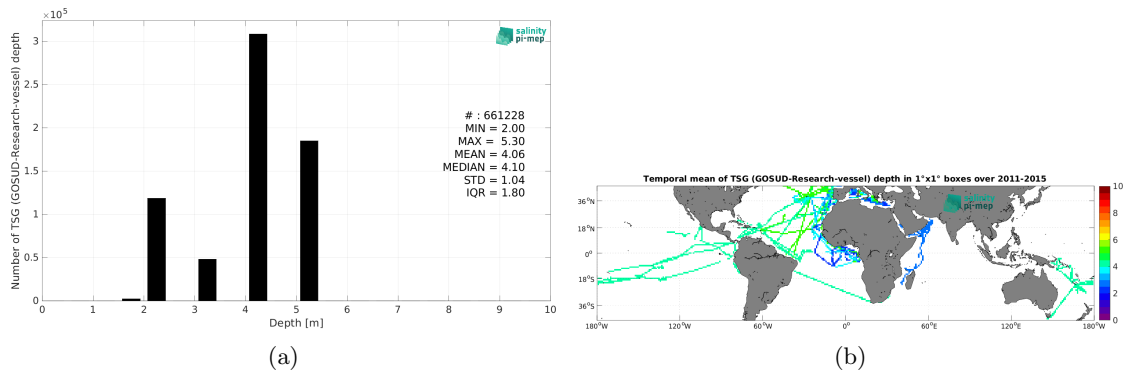 ×10⁵
3
2.5
2
1.5
1
0.5
0
Number of TSG (GOSUD-Research-vessel) depth
salinity
pi-mep
# : 661228
MIN = 2.00
MAX = 5.30
MEAN = 4.06
MEDIAN = 4.10
STD = 1.04
IQR = 1.80
0 1 2 3 4 5 6 7 8 9 10
Depth [m]
(a)
Temporal mean of TSG (GOSUD-Research-vessel) depth in 1°x1° boxes over 2011-2015
salinity
pi-mep
36°N
18°N
0°
18°S
36°S
180°W 120°W 60°W 0° 60°E 120°E 180°E
10
8
6
4
2
0
(b)